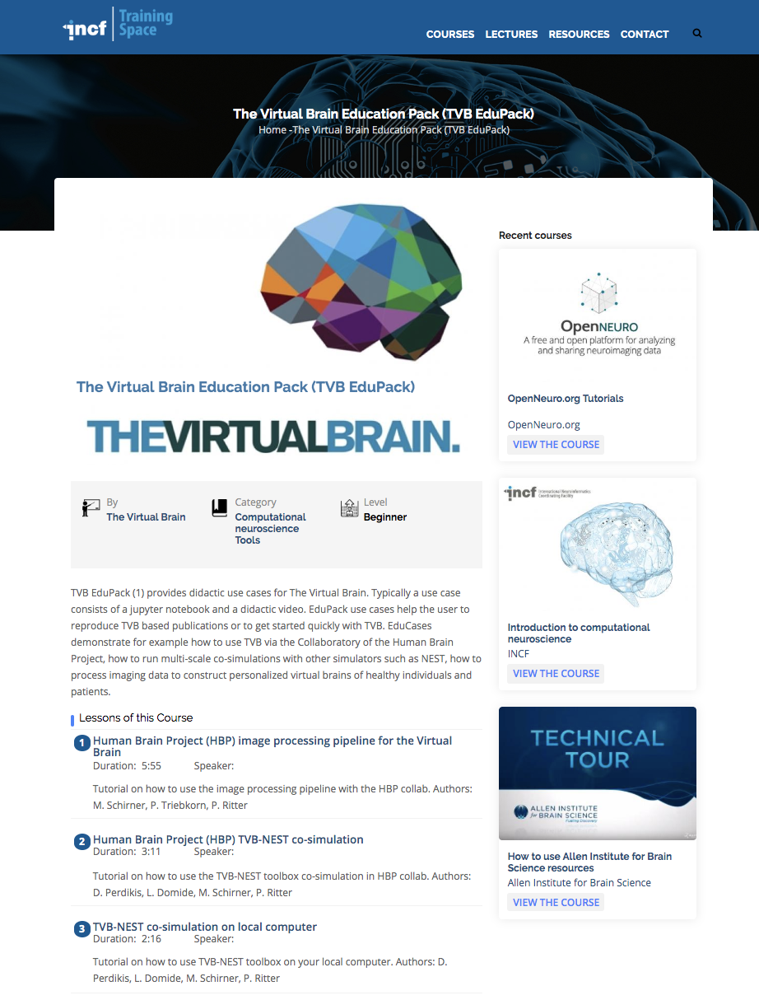 incf Training
Space
COURSES LECTURES RESOURCES CONTACT
The Virtual Brain Education Pack (TVB EduPack)
Home -The Virtual Brain Education Pack (TVB EduPack)
The Virtual Brain Education Pack (TVB EduPack)
THEVIRTUALBRAIN.
By
The Virtual Brain
Category
Computational
neuroscience
Tools
Level
Beginner
TVB EduPack (1) provides didactic use cases for The Virtual Brain. Typically a use case
consists of a jupyter notebook and a didactic video. EduPack use cases help the user to
reproduce TVB based publications or to get started quickly with TVB. EduCases
demonstrate for example how to use TVB via the Collaboratory of the Human Brain
Project, how to run multi-scale co-simulations with other simulators such as NEST, how to
process imaging data to construct personalized virtual brains of healthy individuals and
patients.
Lessons of this Course
1 Human Brain Project (HBP) image processing pipeline for the Virtual
Brain
Duration: 5:55 Speaker:
Tutorial on how to use the image processing pipeline with the HBP collab. Authors:
M. Schirner, P. Triebkorn, P. Ritter
2 Human Brain Project (HBP) TVB-NEST co-simulation
Duration: 3:11 Speaker:
Tutorial on how to use the TVB-NEST toolbox co-simulation in HBP collab. Authors:
D. Perdikis, L. Domide, M. Schirner, P. Ritter
3 TVB-NEST co-simulation on local computer
Duration: 2:16 Speaker:
Tutorial on how to use TVB-NEST toolbox on your local computer. Authors: D.
Perdikis, L. Domide, M. Schirner, P. Ritter
Recent courses
OpenNEURO
A free and open platform for analyzing
and sharing neuroimaging data
OpenNeuro.org Tutorials
OpenNeuro.org
VIEW THE COURSE
incf International Neuroinformatics
Coordinating Facility
Introduction to computational
neuroscience
INCF
VIEW THE COURSE
TECHNICAL
TOUR
ALLEN INSTITUTE
for BRAIN SCIENCE
Fueling Discovery
How to use Allen Institute for Brain
Science resources
Allen Institute for Brain Science
VIEW THE COURSE